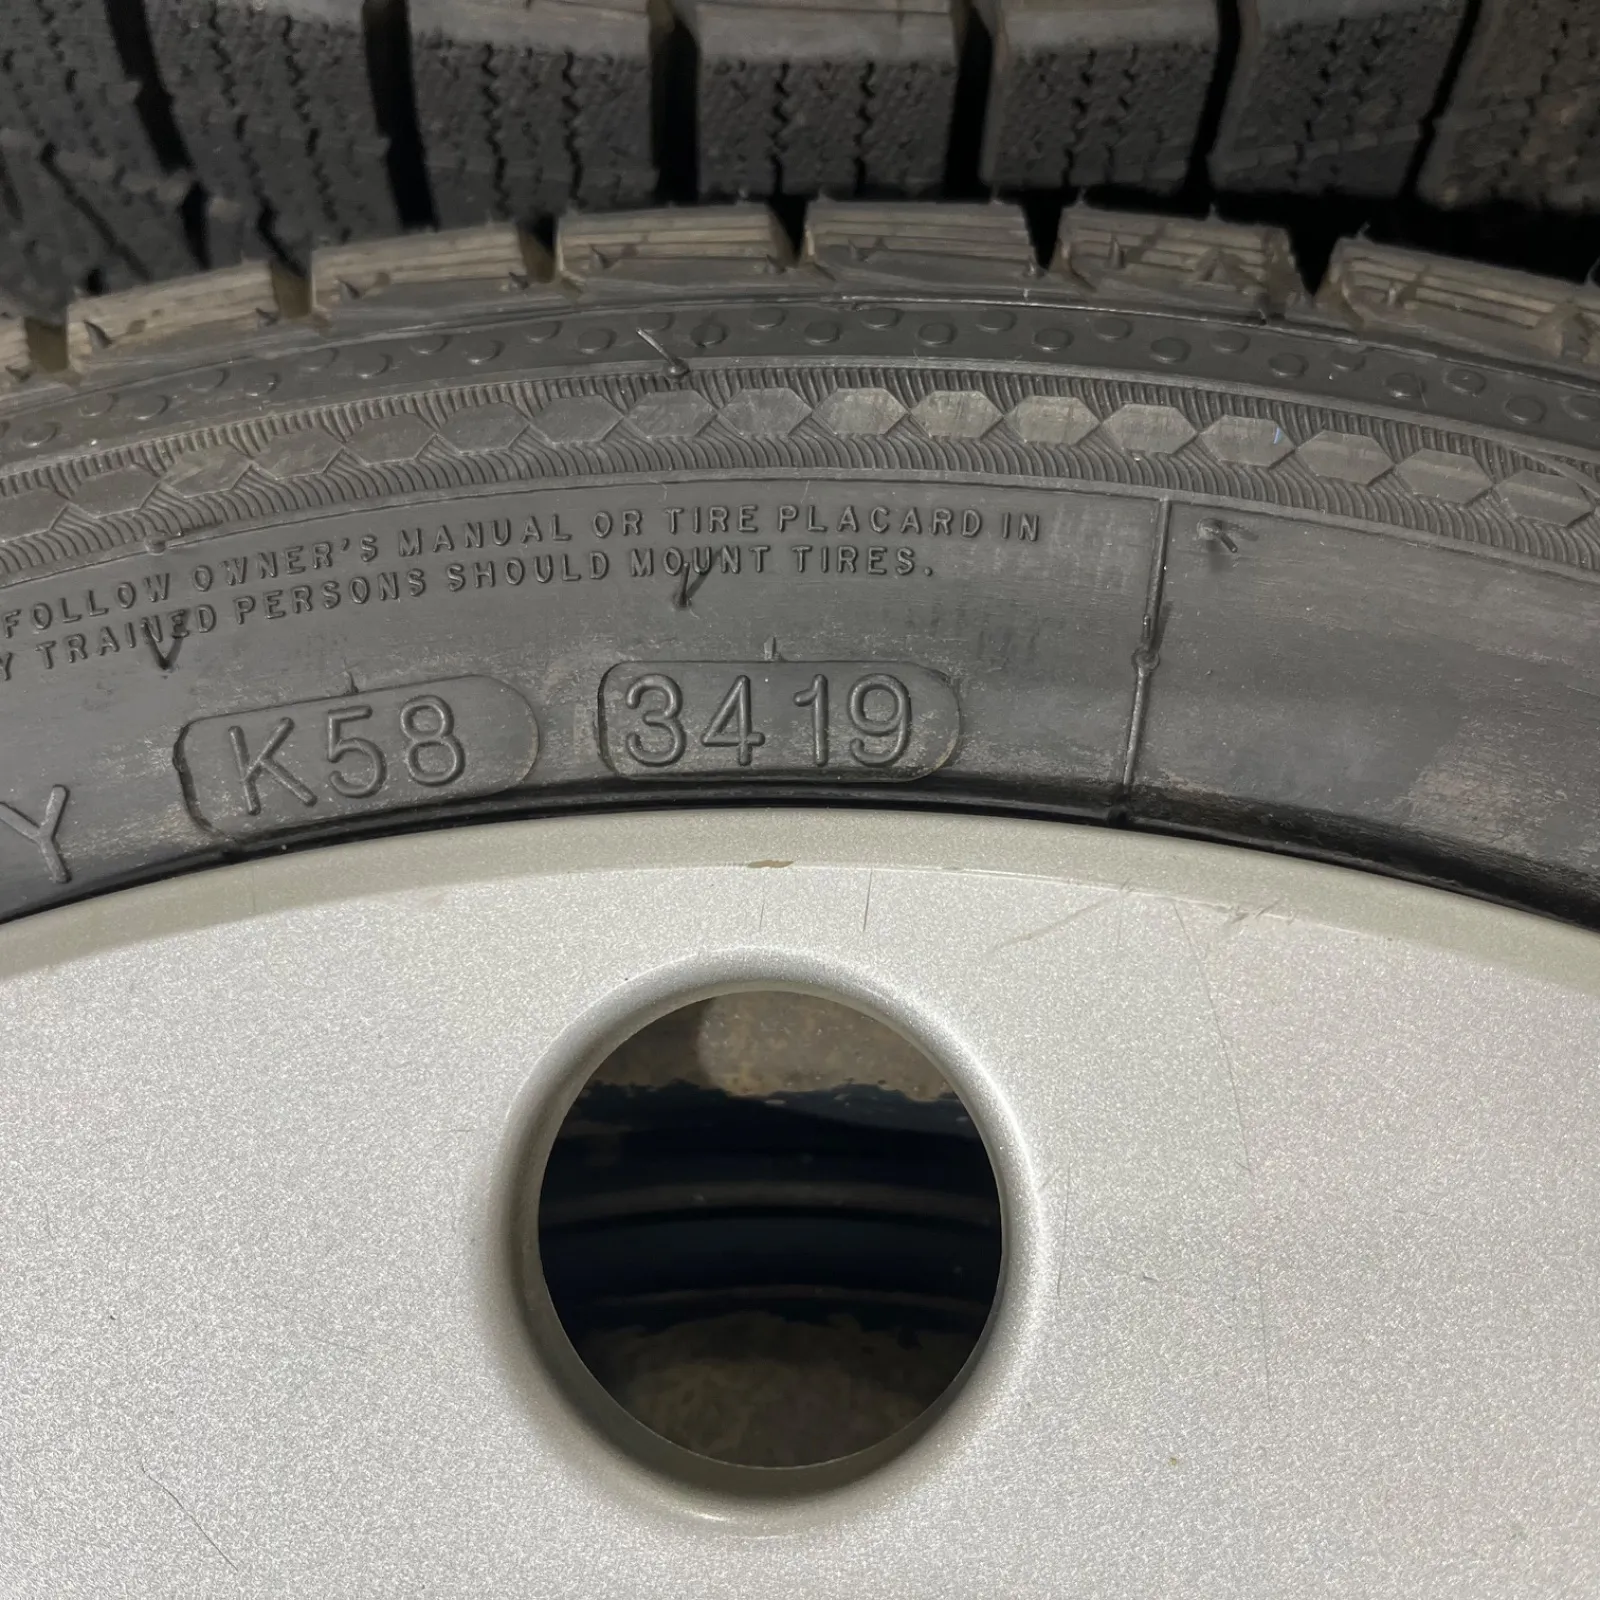 FOLLOW OWNER'S MANUAL OR TIRE PLACARD IN
Y TRAINED PERSONS SHOULD MOUNT TIRES.
Y K58 3419